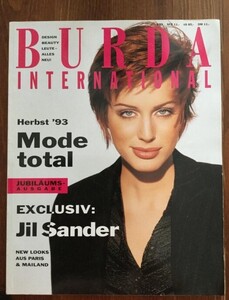 DESIGN
BEAUTY
LEUTE -
ALLES
NEU!
BURDA
INTERNATIONAL
Herbst '93
Mode
total
JUBILÄUMS-
AUSGABE
EXCLUSIV:
Jil Sander
NEW LOOKS
AUS PARIS
& MAILAND